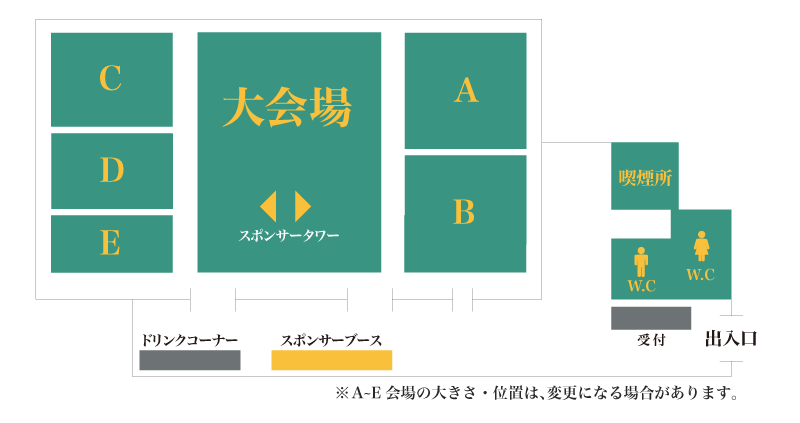 C
大会場
A
D
B
E
スポンサータワー
喫煙所
W.C
W.C
ドリンクコーナー
スポンサーブース
受付
出入口
※A~E 会場の大きさ・位置は、変更になる場合があります。